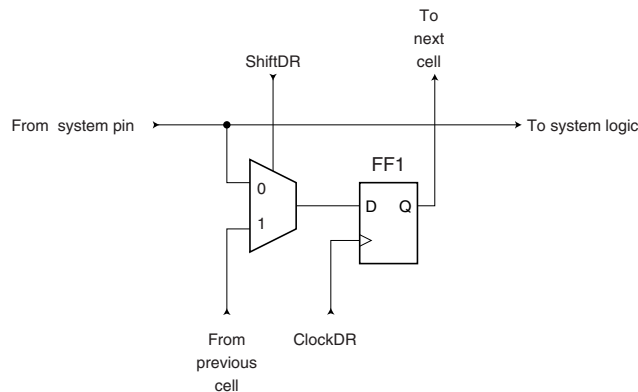 To
next
cell
ShiftDR
From system pin
To system logic
FF1
0
D Q
1
From
previous
cell
ClockDR